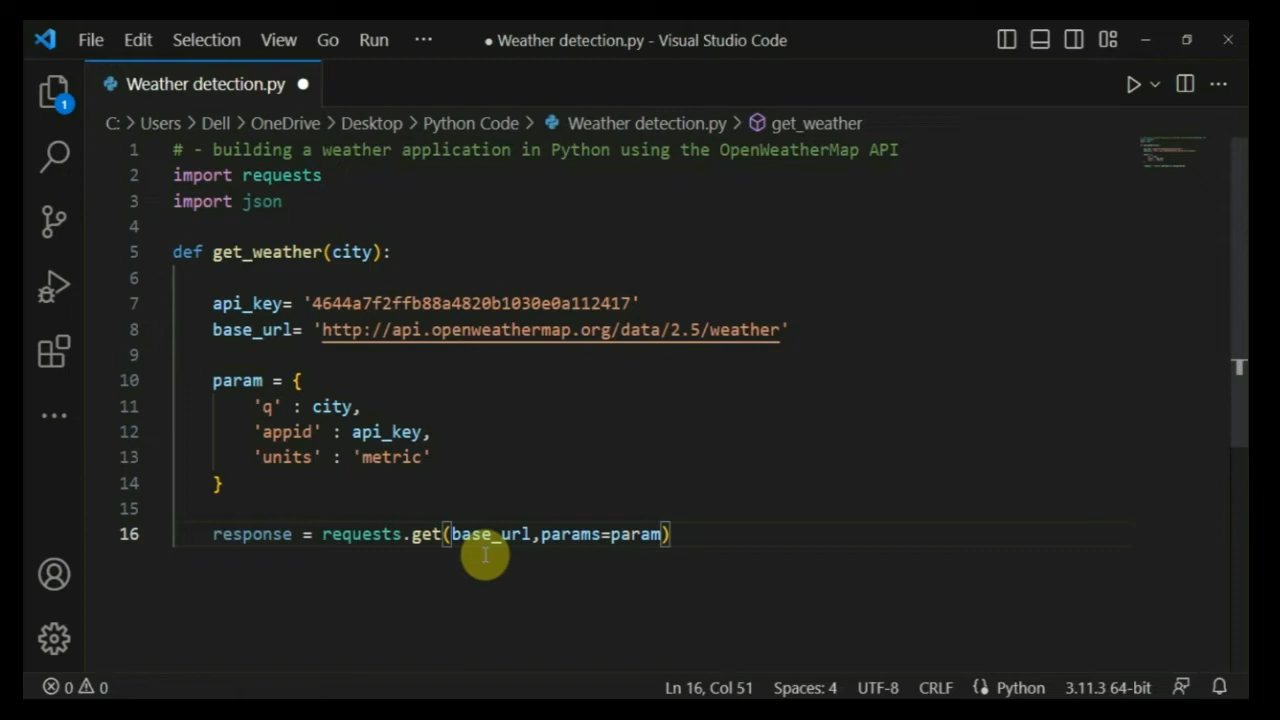 File Edit Selection View Go Run ··· ● Weather detection.py - Visual Studio Code
Weather detection.py ●
C: > Users > Dell > OneDrive > Desktop > Python Code > Weather detection.py > get_weather
1 # - building a weather application in Python using the OpenWeatherMap API
2 import requests
3 import json
4
5 def get_weather(city):
6
7 api_key= '4644a7f2ffb88a4820b1030e0a112417'
8 base_url= 'http://api.openweathermap.org/data/2.5/weather'
9
10 param = {
11 'q' : city,
12 'appid' : api_key,
13 'units' : 'metric'
14 }
15
16 response = requests.get(base_url,params=param)
1
0 0 Ln 16, Col 51 Spaces: 4 UTF-8 CRLF Python 3.11.3 64-bit